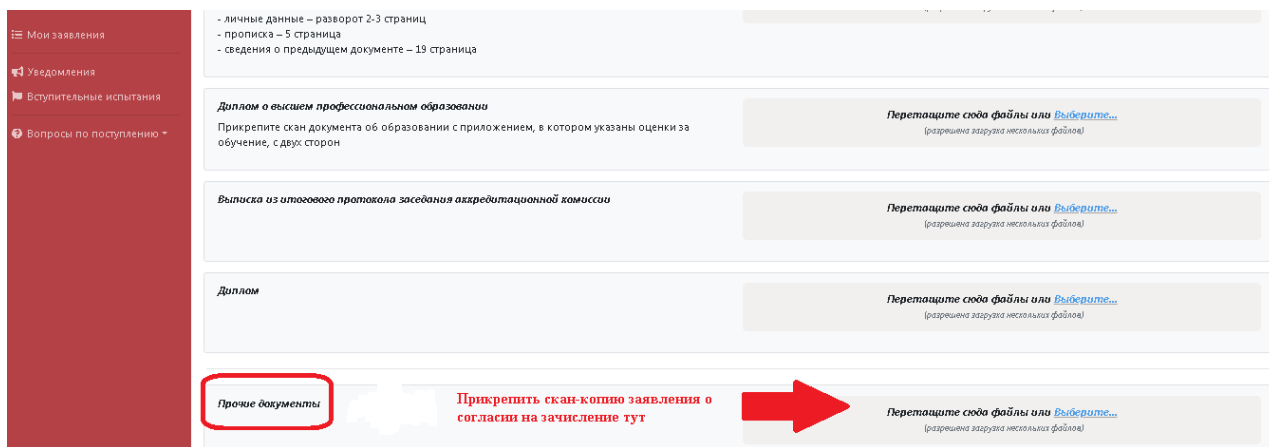 Мои заявления
Уведомления
Вступительные испытания
Вопросы по поступлению
- личные данные – разворот 2-3 страниц
- прописка – 5 страница
- сведения о предыдущем документе – 19 страница
Диплом о высшем профессиональном образовании
Прикрепите скан документа об образовании с приложением, в котором указаны оценки за
обучение, с двух сторон
Перетащите сюда файлы или Выберите...
(разрешена загрузка нескольких файлов)
Выписка из итогового протокола заседания аккредитационной комиссии
Перетащите сюда файлы или Выберите...
(разрешена загрузка нескольких файлов)
Диплом
Перетащите сюда файлы или Выберите...
(разрешена загрузка нескольких файлов)
Прочие документы
Прикрепить скан-копию заявления о
согласии на зачисление тут
Перетащите сюда файлы или Выберите...
(разрешена загрузка нескольких файлов)